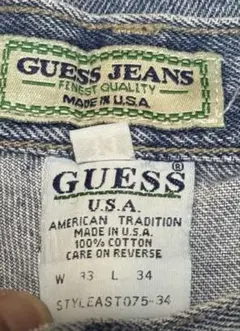 GUESS JEANS
FINEST QUALITY
MADE IN U.S.A
GUESS®
U.S.A.
AMERICAN TRADITION
MADE IN U.S.A.
100% COTTON
CARE ON REVERSE
W 33 L 34
STYLEAST075-34